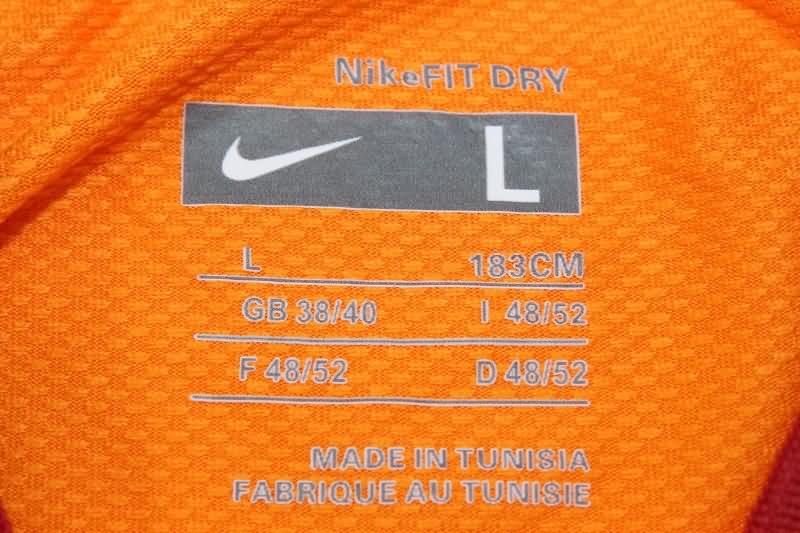 NikeFIT DRY
L
L 183CM
GB 38/40 I 48/52
F 48/52 D 48/52
MADE IN TUNISIA
FABRIQUE AU TUNISIE